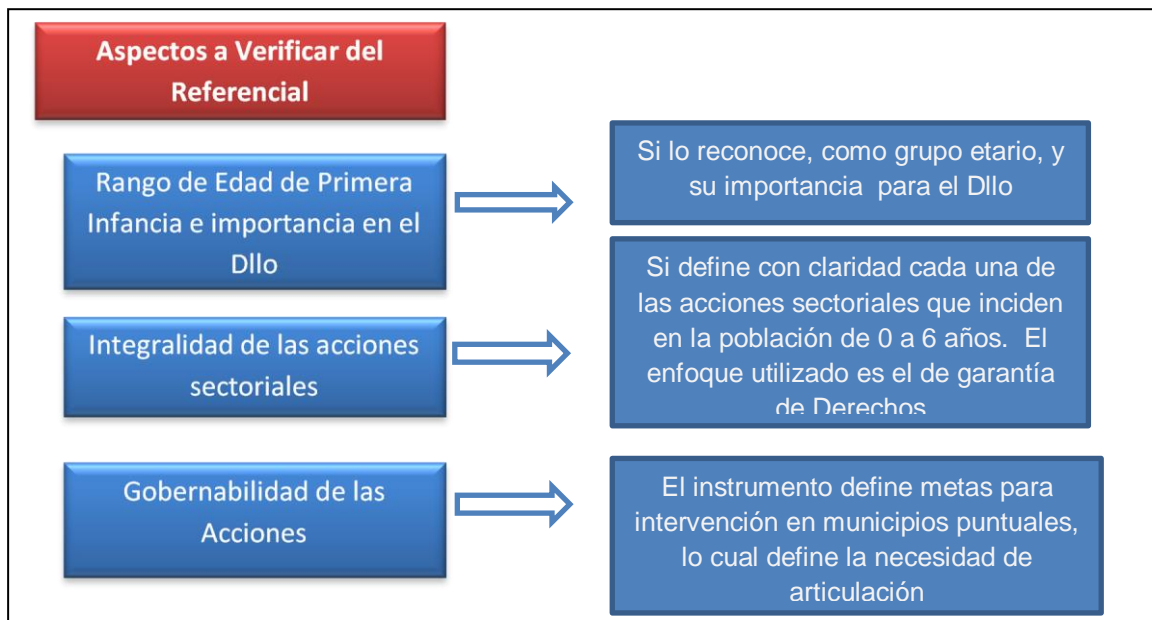 Aspectos a Verificar del
Referencial
Rango de Edad de Primera
Infancia e importancia en el
Dllo
Si lo reconoce, como grupo etario, y
su importancia para el Dllo
Integralidad de las acciones
sectoriales
Si define con claridad cada una de
las acciones sectoriales que inciden
en la población de 0 a 6 años. El
enfoque utilizado es el de garantía
de Derechos
Gobernabilidad de las
Acciones
El instrumento define metas para
intervención en municipios puntuales,
lo cual define la necesidad de
articulación